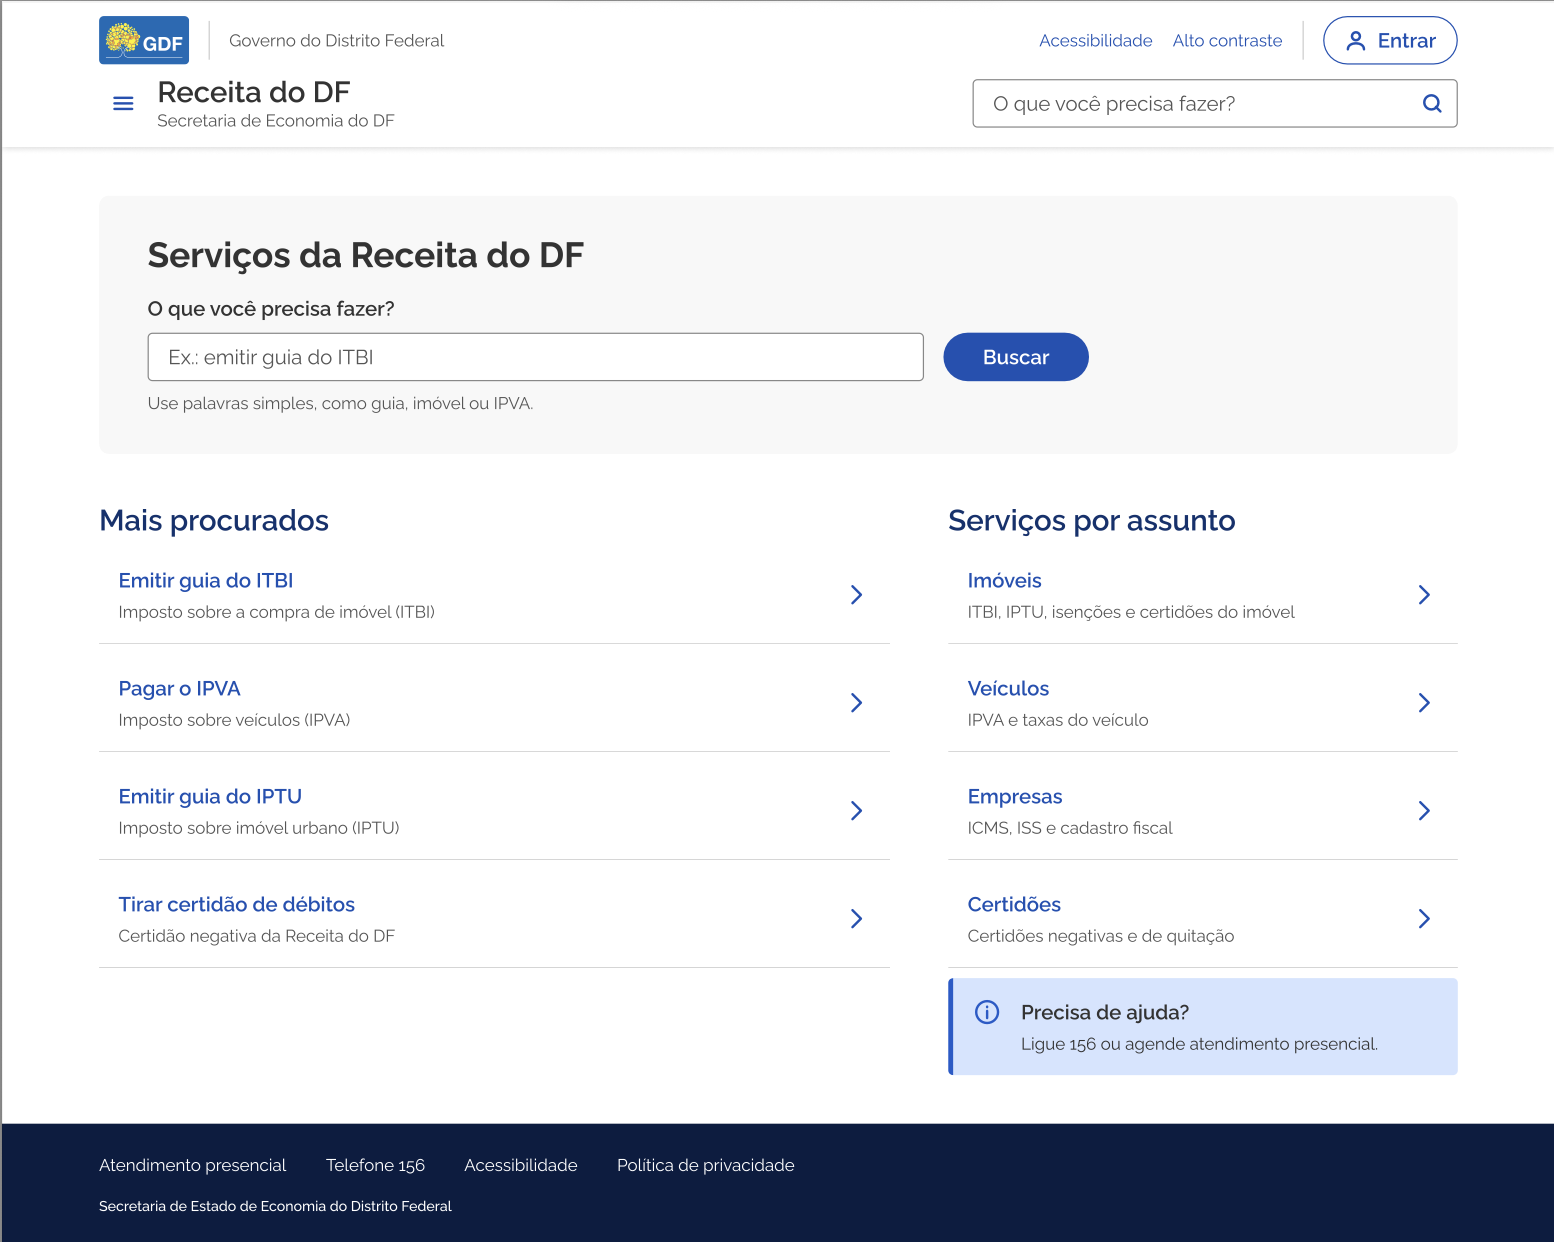 GDF
Governo do Distrito Federal
Acessibilidade
Alto contraste
Entrar
Receita do DF
Secretaria de Economia do DF
O que você precisa fazer?
Serviços da Receita do DF
O que você precisa fazer?
Ex.: emitir guia do ITBI
Buscar
Use palavras simples, como guia, imóvel ou IPVA.
Mais procurados
Emitir guia do ITBI
Imposto sobre a compra de imóvel (ITBI)
Pagar o IPVA
Imposto sobre veículos (IPVA)
Emitir guia do IPTU
Imposto sobre imóvel urbano (IPTU)
Tirar certidão de débitos
Certidão negativa da Receita do DF
Serviços por assunto
Imóveis
ITBI, IPTU, isenções e certidões do imóvel
Veículos
IPVA e taxas do veículo
Empresas
ICMS, ISS e cadastro fiscal
Certidões
Certidões negativas e de quitação
Precisa de ajuda?
Ligue 156 ou agende atendimento presencial.
Atendimento presencial
Telefone 156
Acessibilidade
Política de privacidade
Secretaria de Estado de Economia do Distrito Federal